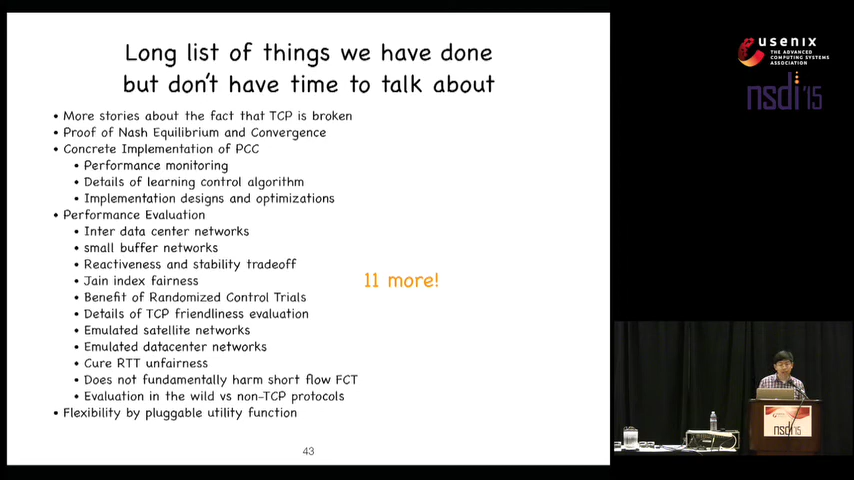 Long list of things we have done
but don't have time to talk about
• More stories about the fact that TCP is broken
• Proof of Nash Equilibrium and Convergence
• Concrete Implementation of PCC
• Performance monitoring
• Details of learning control algorithm
• Implementation designs and optimizations
• Performance Evaluation
• Inter data center networks
• small buffer networks
• Reactiveness and stability tradeoff
• Jain index fairness
• Benefit of Randomized Control Trials
• Details of TCP friendliness evaluation
• Emulated satellite networks
• Emulated datacenter networks
• Cure RTT unfairness
• Does not fundamentally harm short flow FCT
• Evaluation in the wild vs non-TCP protocols
• Flexibility by pluggable utility function
11 more!
43
usenix
THE ADVANCED
COMPUTING SYSTEMS
ASSOCIATION
nsdi '15
nsdi '15